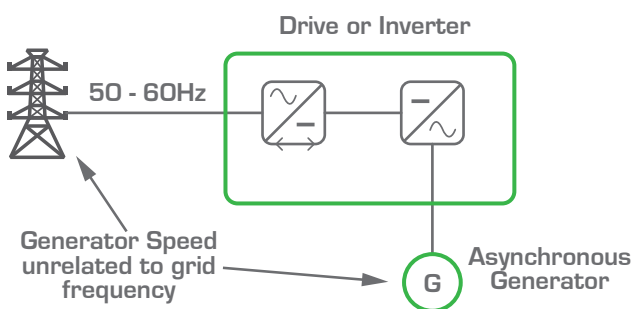 Drive or Inverter
50 - 60Hz
Generator Speed
unrelated to grid
frequency
G
Asynchronous
Generator